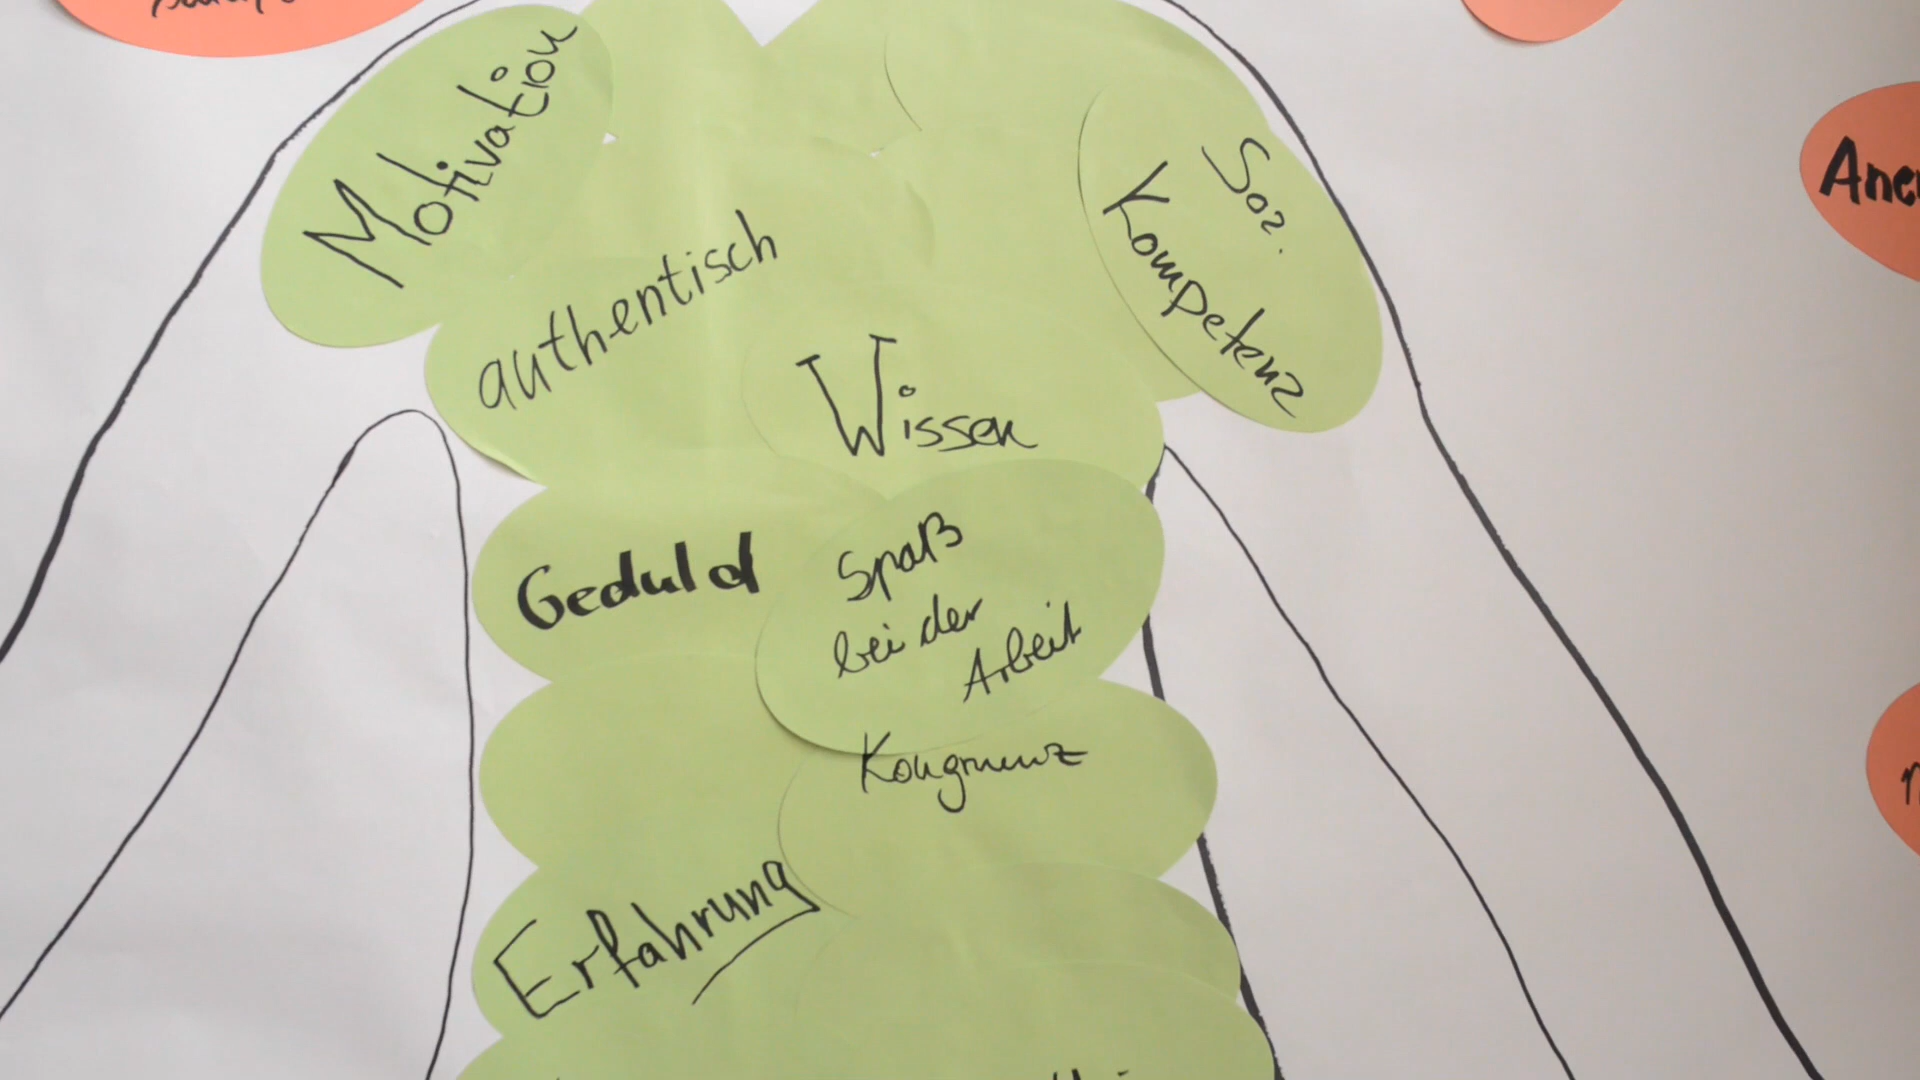 Motivation
Soz.
Kompetenz
authentisch
Wissen
Geduld
Spaß
bei der
Arbeit
Kongruenz
Erfahrung